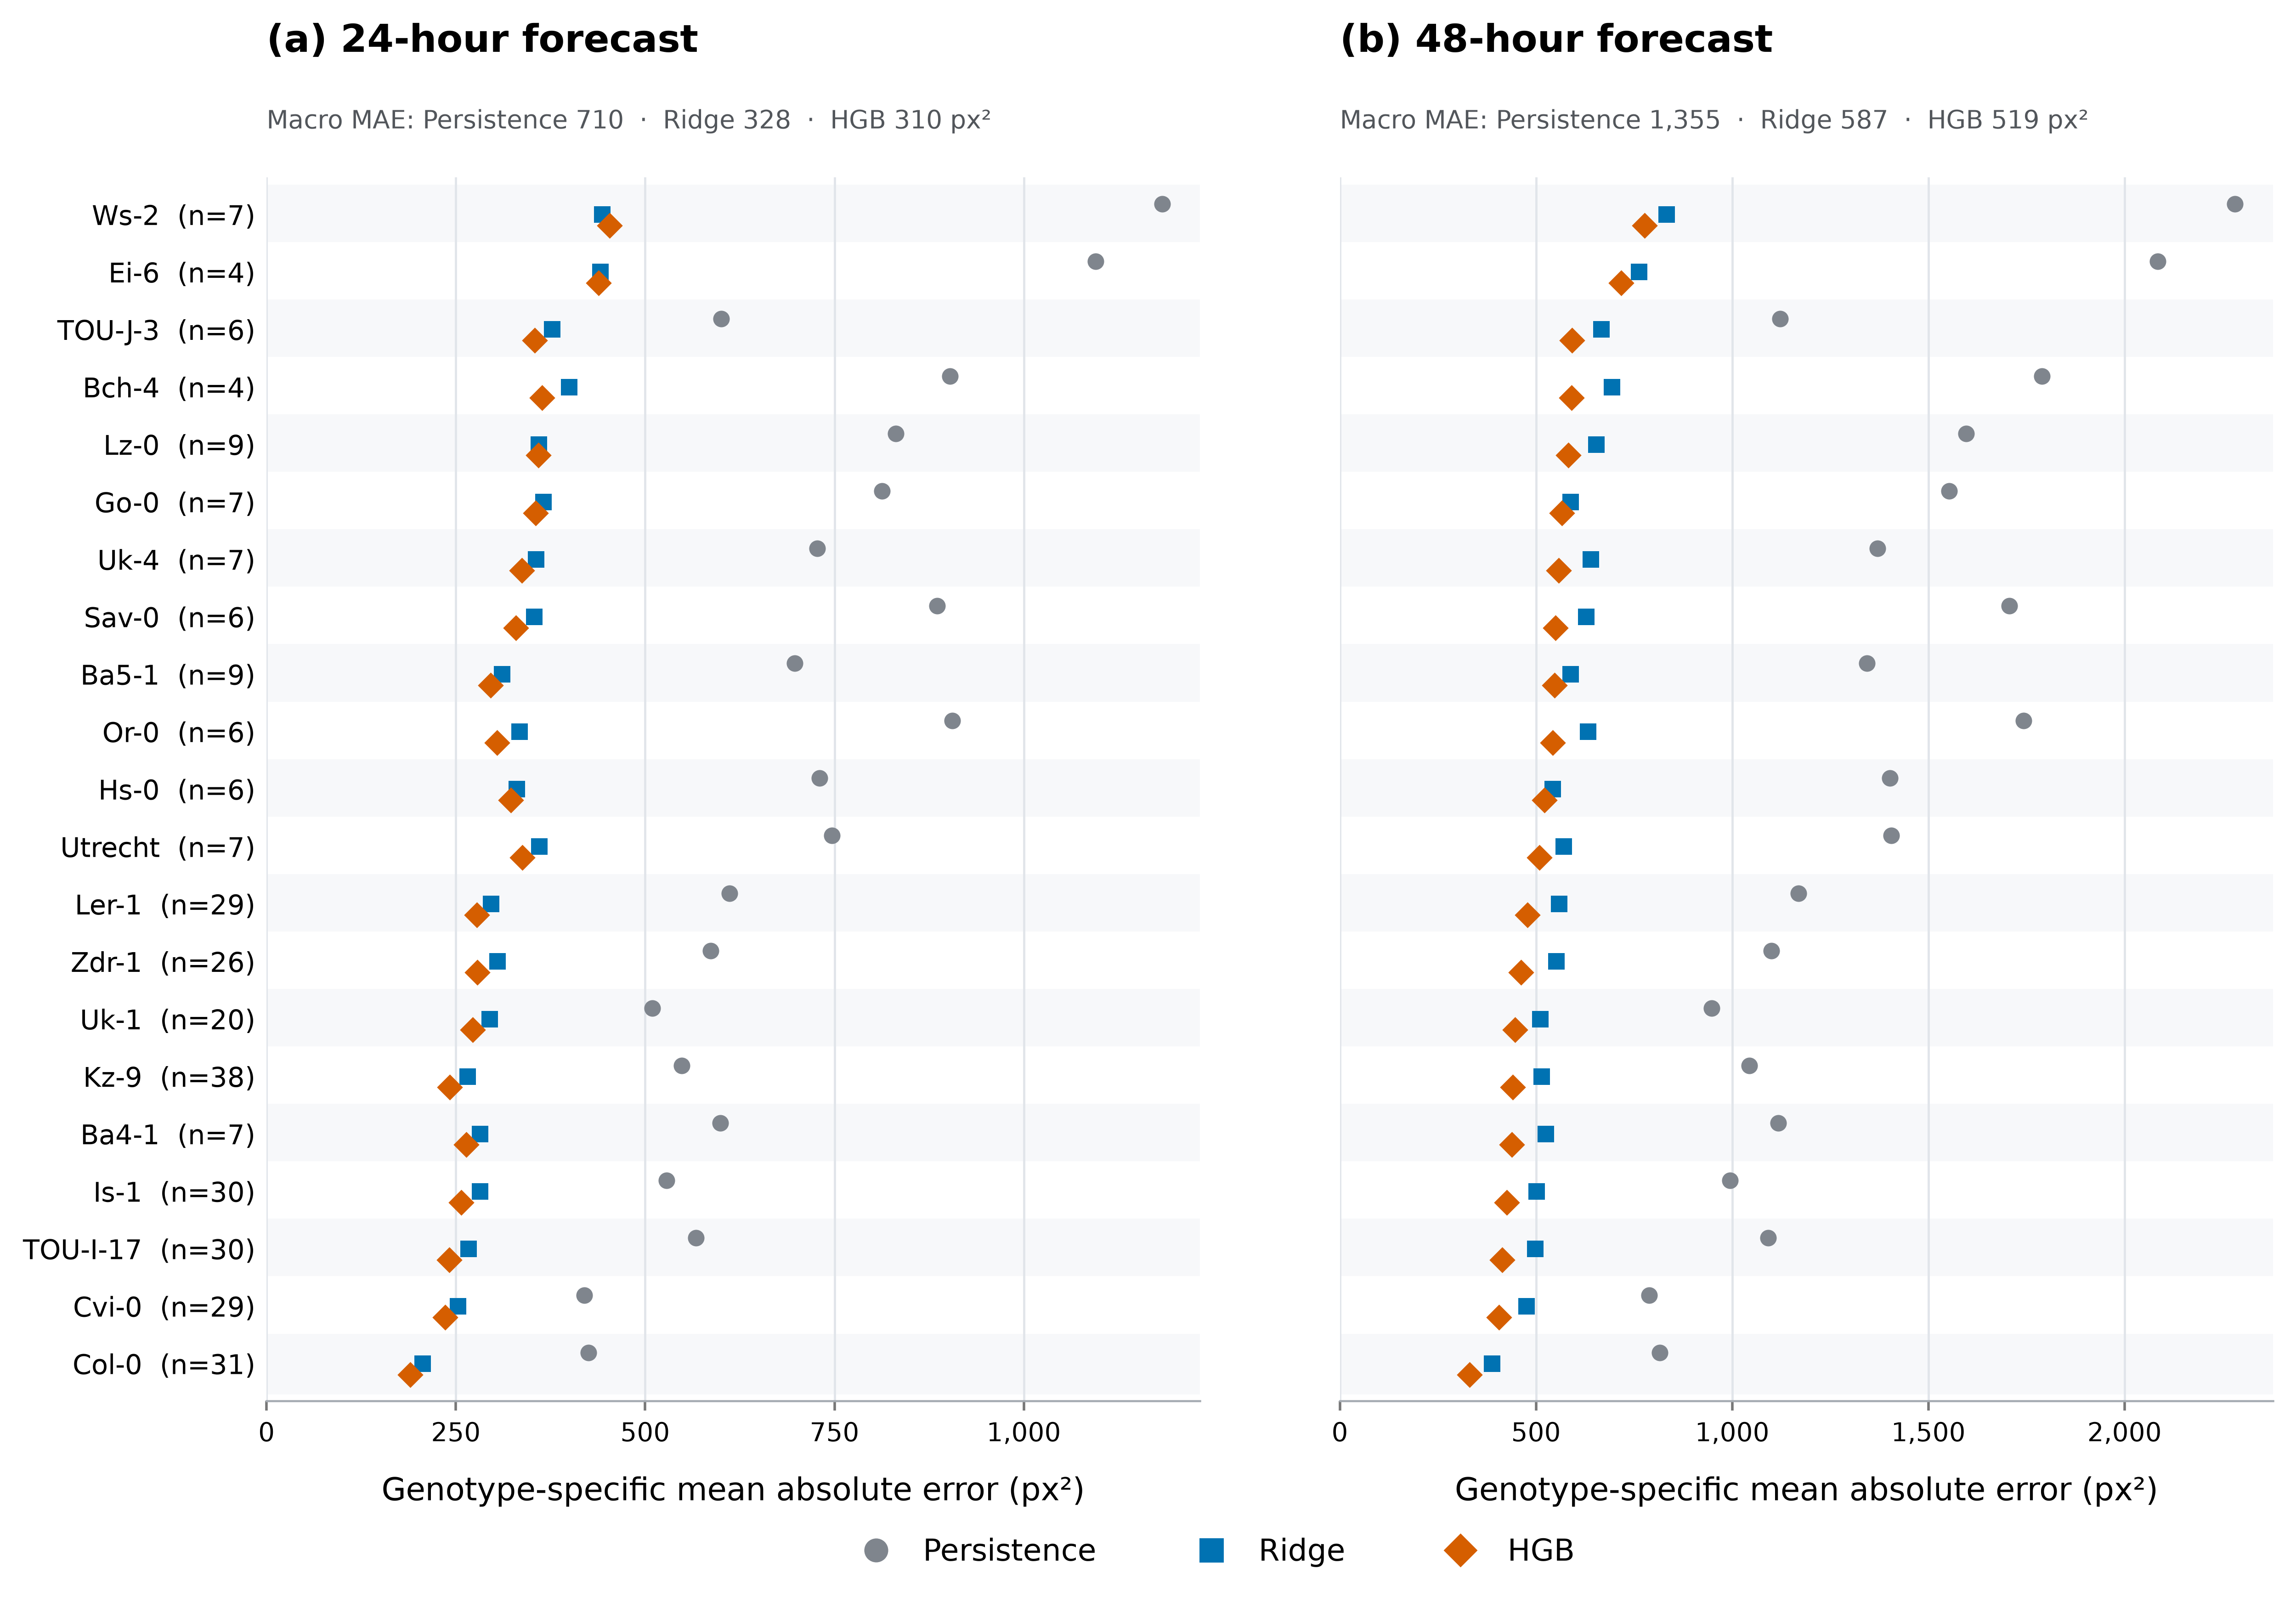 (a) 24-hour forecast
Macro MAE: Persistence 710 · Ridge 328 · HGB 310 px²
(b) 48-hour forecast
Macro MAE: Persistence 1,355 · Ridge 587 · HGB 519 px²
Ws-2 (n=7)
Ei-6 (n=4)
TOU-J-3 (n=6)
Bch-4 (n=4)
Lz-0 (n=9)
Go-0 (n=7)
Uk-4 (n=7)
Sav-0 (n=6)
Ba5-1 (n=9)
Or-0 (n=6)
Hs-0 (n=6)
Utrecht (n=7)
Ler-1 (n=29)
Zdr-1 (n=26)
Uk-1 (n=20)
Kz-9 (n=38)
Ba4-1 (n=7)
Is-1 (n=30)
TOU-I-17 (n=30)
Cvi-0 (n=29)
Col-0 (n=31)
0 250 500 750 1,000
Genotype-specific mean absolute error (px²)
0 500 1,000 1,500 2,000
Genotype-specific mean absolute error (px²)
Persistence Ridge HGB